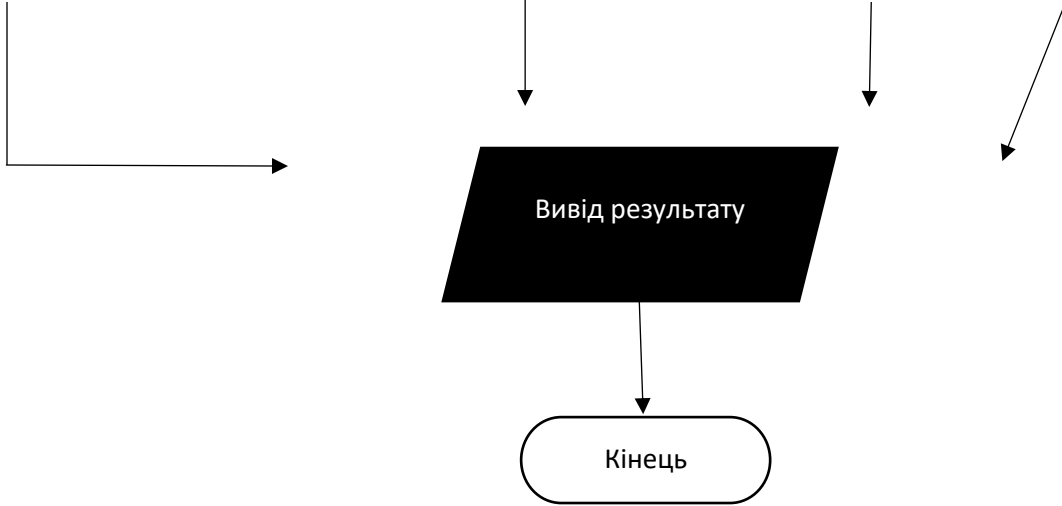 Вивід результату
Кінець